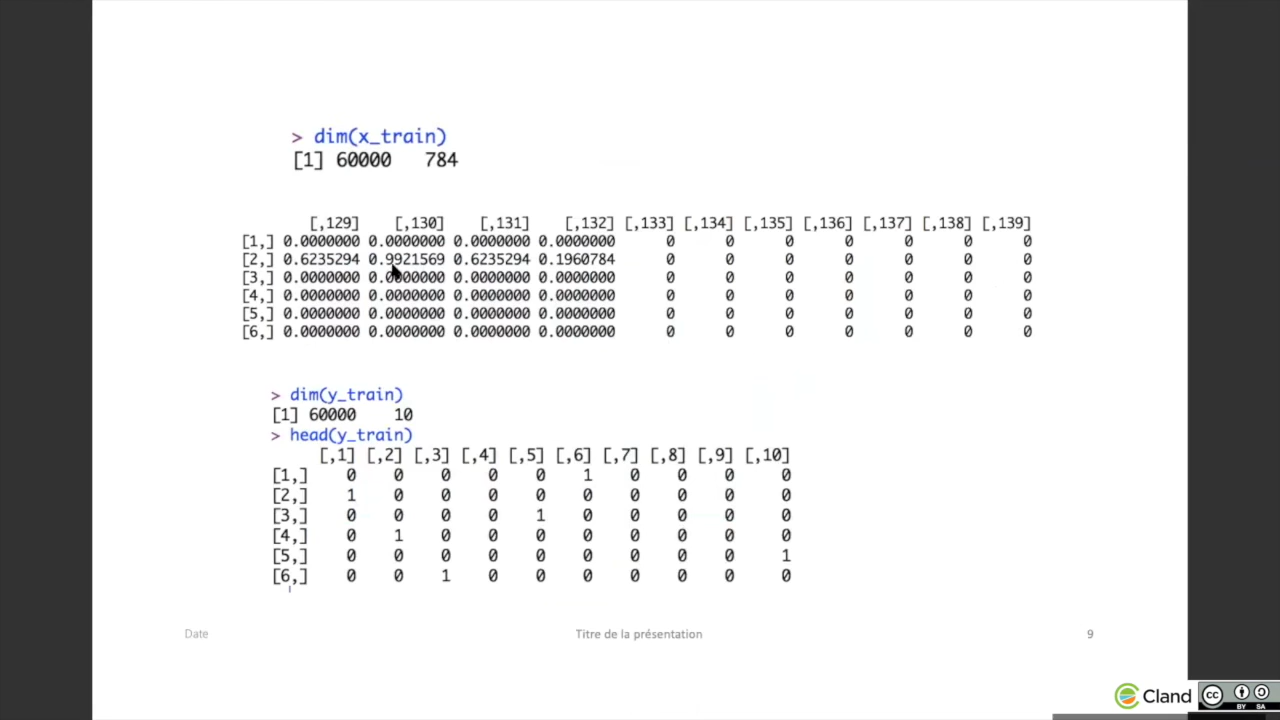 > dim(x_train)
[1] 60000 784
[,129] [,130] [,131] [,132] [,133] [,134] [,135] [,136] [,137] [,138] [,139]
[1,] 0.0000000 0.0000000 0.0000000 0.0000000 0 0 0 0 0 0 0
[2,] 0.6235294 0.9921569 0.6235294 0.1960784 0 0 0 0 0 0 0
[3,] 0.0000000 0.0000000 0.0000000 0.0000000 0 0 0 0 0 0 0
[4,] 0.0000000 0.0000000 0.0000000 0.0000000 0 0 0 0 0 0 0
[5,] 0.0000000 0.0000000 0.0000000 0.0000000 0 0 0 0 0 0 0
[6,] 0.0000000 0.0000000 0.0000000 0.0000000 0 0 0 0 0 0 0
> dim(y_train)
[1] 60000 10
> head(y_train)
[,1] [,2] [,3] [,4] [,5] [,6] [,7] [,8] [,9] [,10]
[1,] 0 0 0 0 0 1 0 0 0 0
[2,] 1 0 0 0 0 0 0 0 0 0
[3,] 0 0 0 0 1 0 0 0 0 0
[4,] 0 1 0 0 0 0 0 0 0 0
[5,] 0 0 0 0 0 0 0 0 0 1
[6,] 0 0 1 0 0 0 0 0 0 0
Date
Titre de la présentation
9
Cland
cc
BY SA